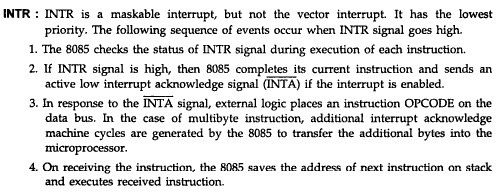 INTR : INTR is a maskable interrupt, but not the vector interrupt. It has the lowest
priority. The following sequence of events occur when INTR signal goes high.
1. The 8085 checks the status of INTR signal during execution of each instruction.
2. If INTR signal is high, then 8085 completes its current instruction and sends an
active low interrupt acknowledge signal (I̅N̅T̅A̅) if the interrupt is enabled.
3. In response to the I̅N̅T̅A̅ signal, external logic places an instruction OPCODE on the
data bus. In the case of multibyte instruction, additional interrupt acknowledge
machine cycles are generated by the 8085 to transfer the additional bytes into the
microprocessor.
4. On receiving the instruction, the 8085 saves the address of next instruction on stack
and executes received instruction.